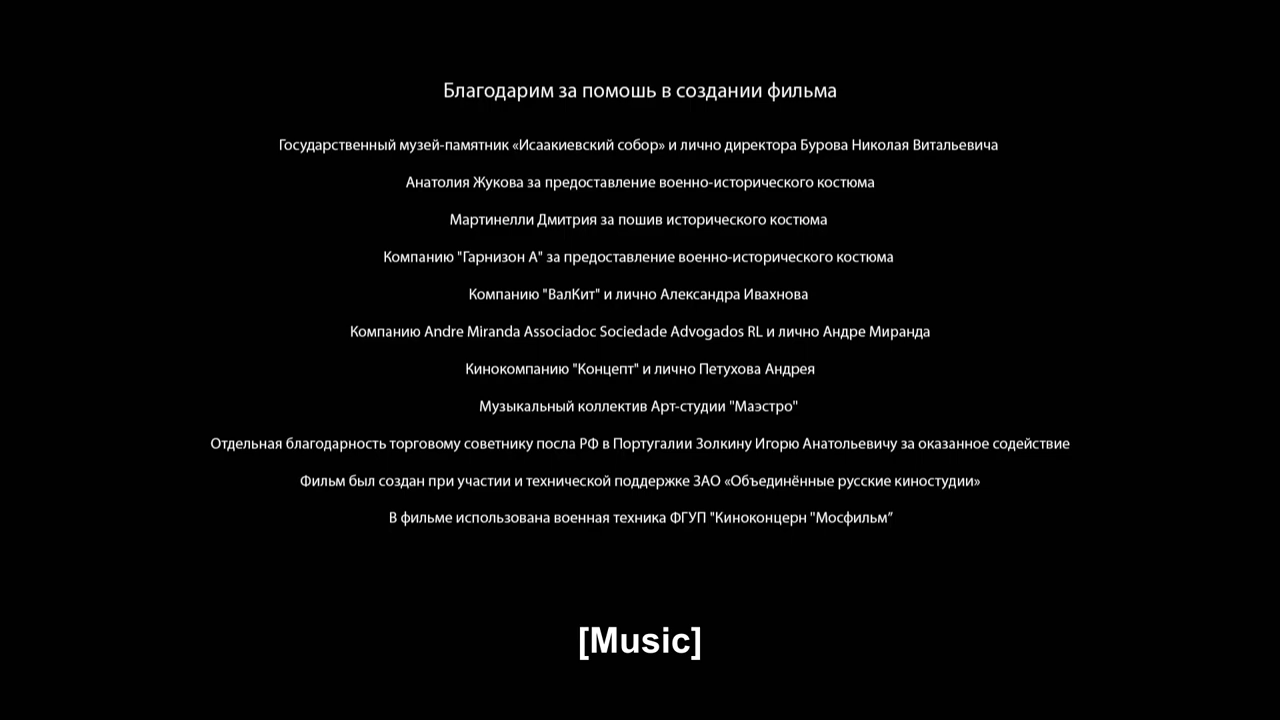 Благодарим за помошь в создании фильма
Государственный музей-памятник «Исаакиевский собор» и лично директора Бурова Николая Витальевича
Анатолия Жукова за предоставление военно-исторического костюма
Мартинелли Дмитрия за пошив исторического костюма
Компанию "Гарнизон А" за предоставление военно-исторического костюма
Компанию "ВалКит" и лично Александра Ивахнова
Компанию Andre Miranda Associadoc Sociedade Advogados RL и лично Андре Миранда
Кинокомпанию "Концепт" и лично Петухова Андрея
Музыкальный коллектив Арт-студии "Маэстро"
Отдельная благодарность торговому советнику посла РФ в Португалии Золкину Игорю Анатольевичу за оказанное содействие
Фильм был создан при участии и технической поддержке ЗАО «Объединённые русские киностудии»
В фильме использована военная техника ФГУП "Киноконцерн "Мосфильм”
[Music]